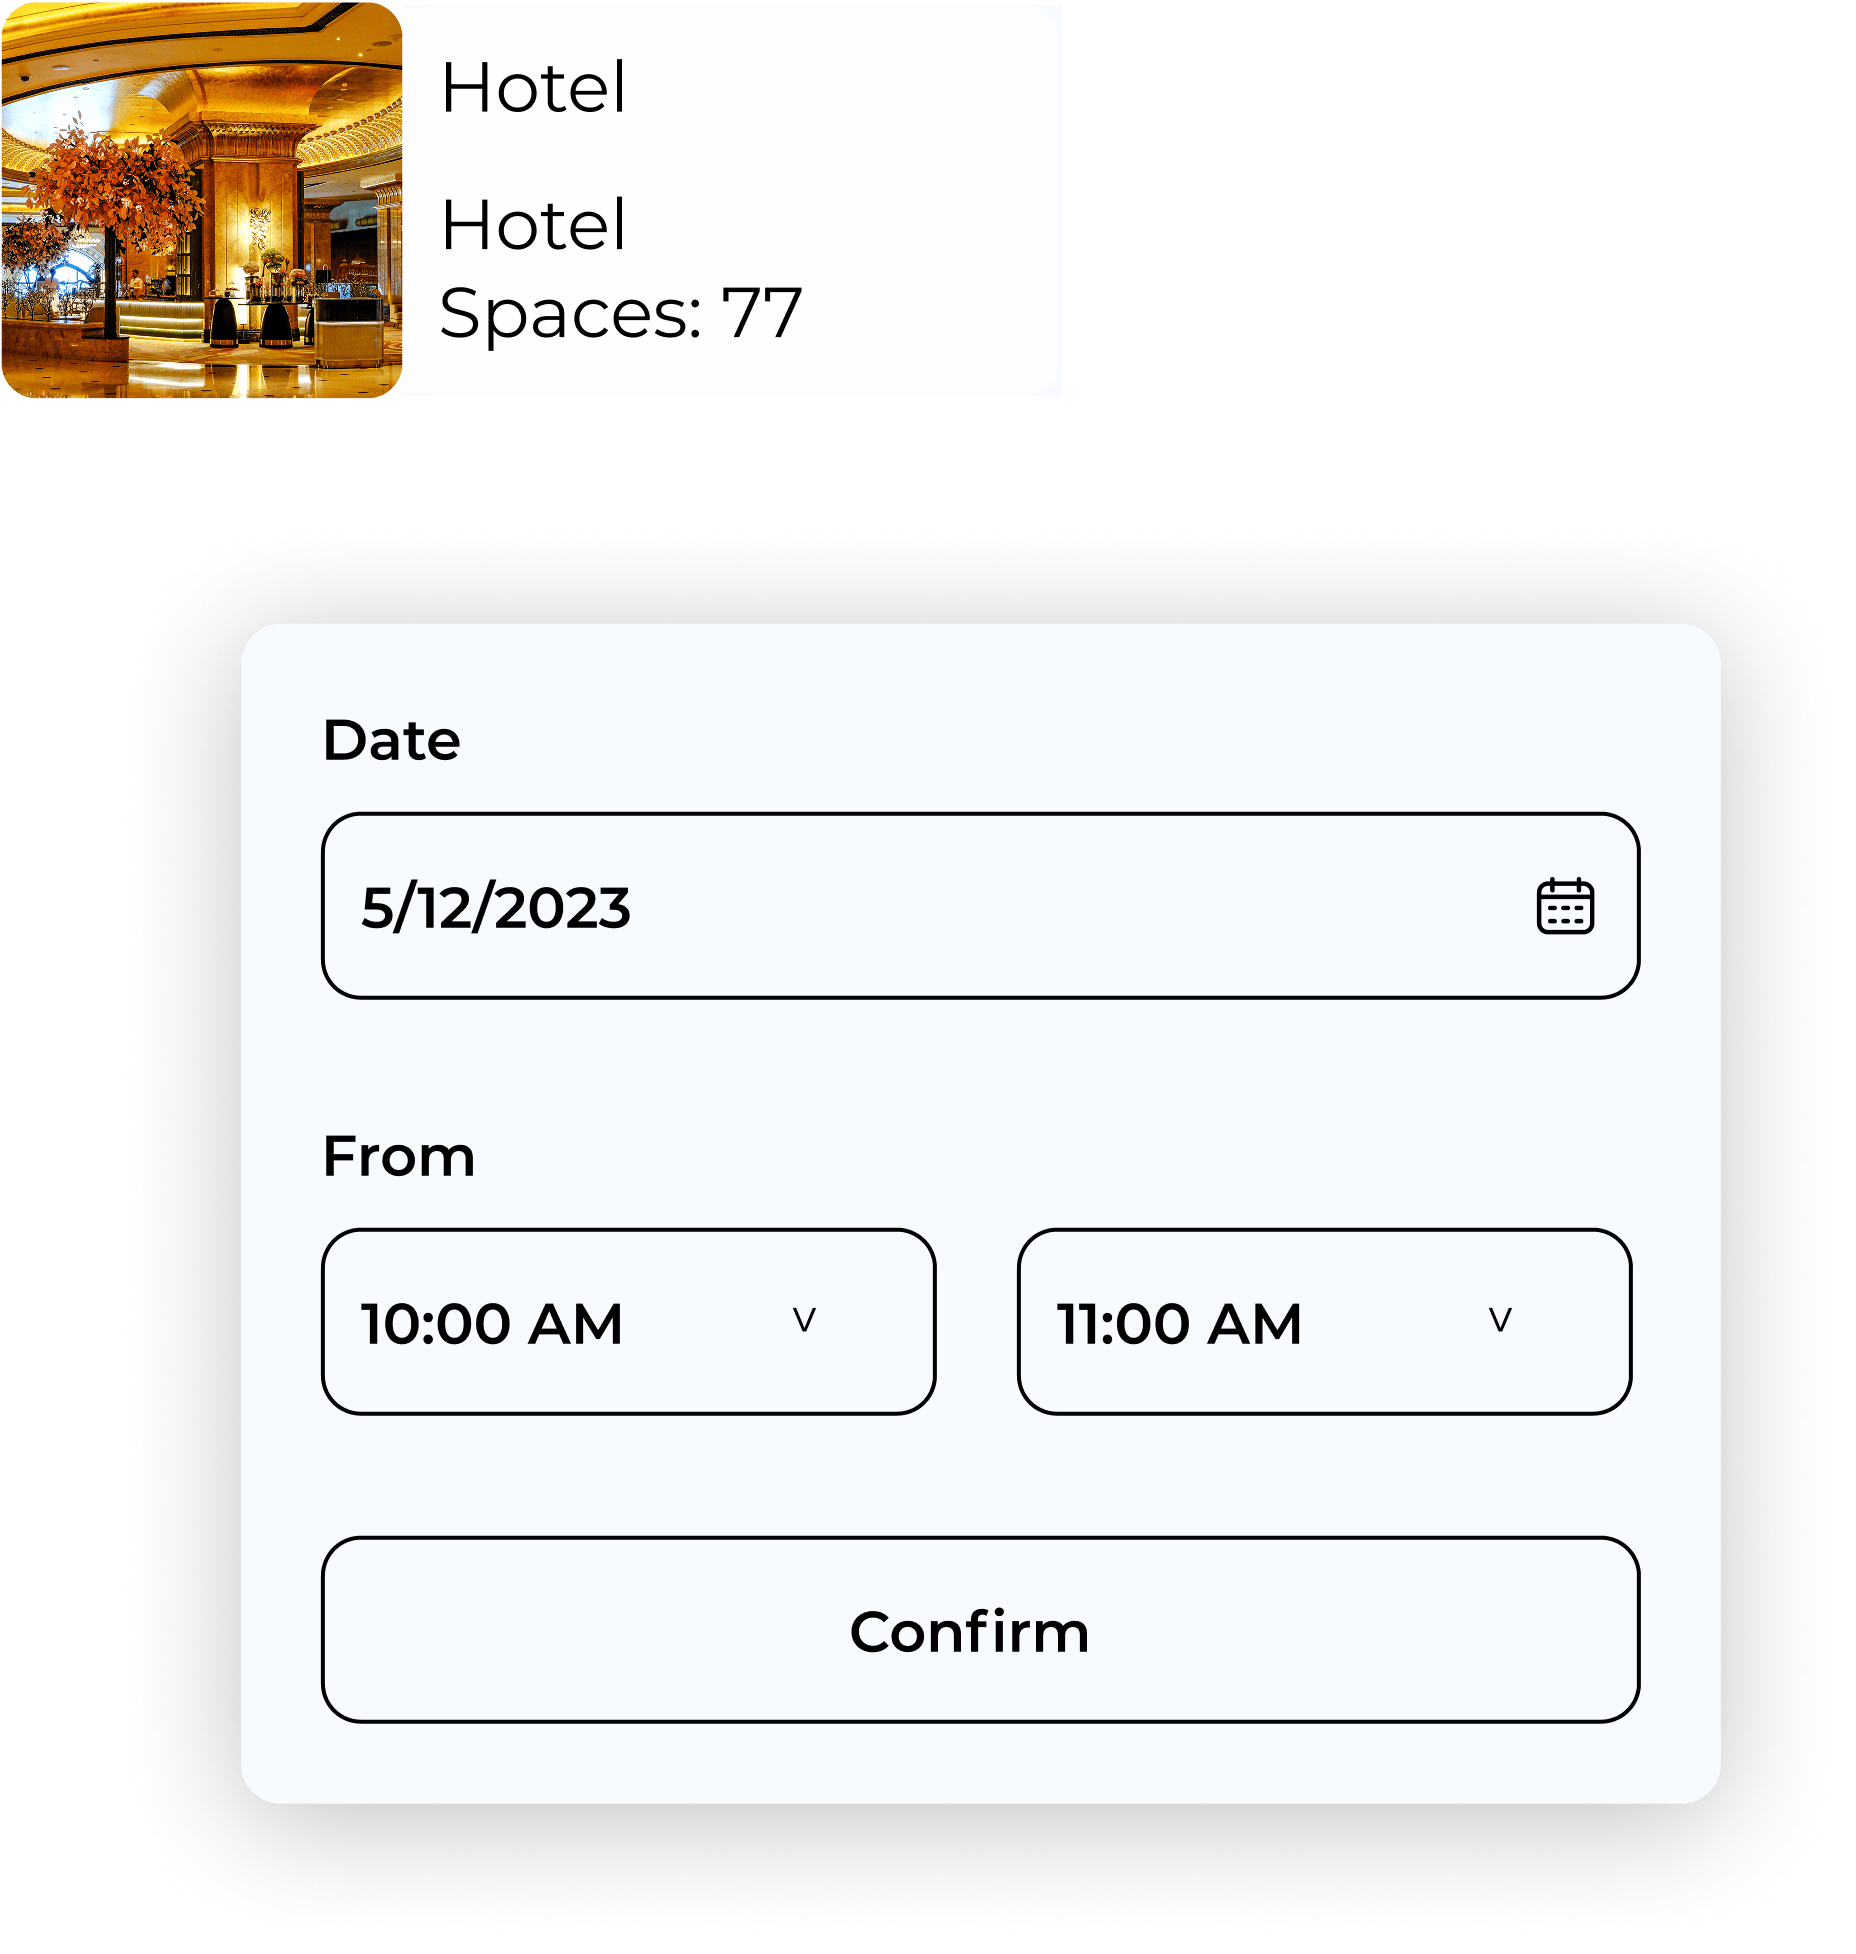 Hotel
Hotel
Spaces: 77
Date
5/12/2023
From
10:00 AM
11:00 AM
Confirm